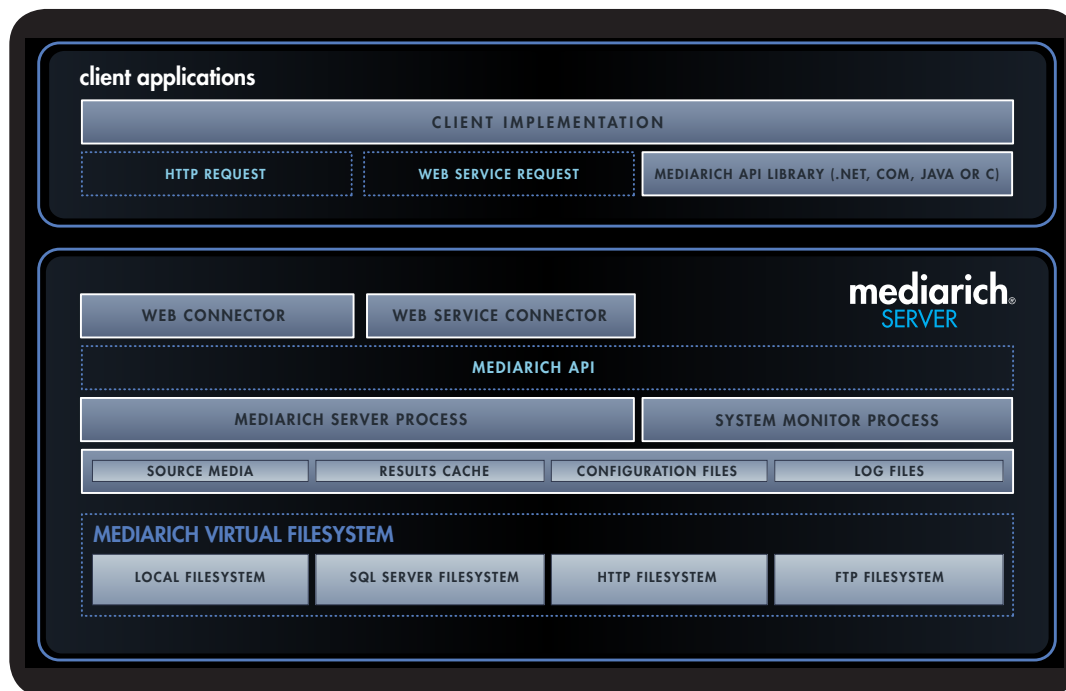 client applications
CLIENT IMPLEMENTATION
HTTP REQUEST
WEB SERVICE REQUEST
MEDIARICH API LIBRARY (.NET, COM, JAVA OR C)
mediarich®
SERVER
WEB CONNECTOR
WEB SERVICE CONNECTOR
MEDIARICH API
MEDIARICH SERVER PROCESS
SYSTEM MONITOR PROCESS
SOURCE MEDIA
RESULTS CACHE
CONFIGURATION FILES
LOG FILES
MEDIARICH VIRTUAL FILESYSTEM
LOCAL FILESYSTEM
SQL SERVER FILESYSTEM
HTTP FILESYSTEM
FTP FILESYSTEM